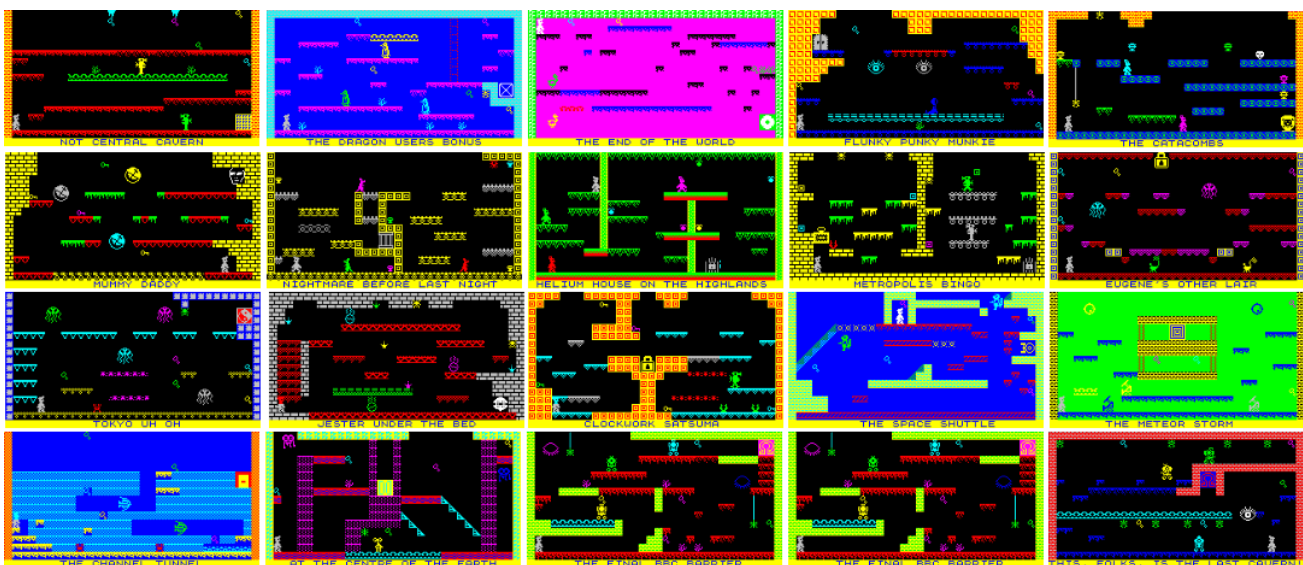 NOT CENTRAL CAVERN
THE DRAGON USERS BONUS
THE END OF THE WORLD
FLUNKY PUNKY MUNKIE
THE CATACOMBS
MUMMY DADDY
NIGHTMARE BEFORE LAST NIGHT
HELIUM HOUSE ON THE HIGHLANDS
METROPOLIS BINGO
EUGENE'S OTHER LAIR
TOKYO UH OH
JESTER UNDER THE BED
CLOCKWORK SATSUMA
THE SPACE SHUTTLE
THE METEOR STORM
THE CHANNEL TUNNEL
AT THE CENTRE OF THE EARTH
THE FINAL BBC BARRIER
THE FINAL BBC BARRIER
THIS, FOLKS, IS THE LAST CAVERN!